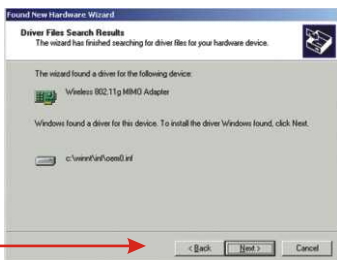 Found New Hardware Wizard
Driver Files Search Results
The wizard has finished searching for driver files for your hardware device.
The wizard found a driver for the following device:
Wireless 802.11g MIMO Adapter
Windows found a driver for this device. To install the driver Windows found, click Next.
c:\winnt\inf\oem0.inf
< Back Next > Cancel